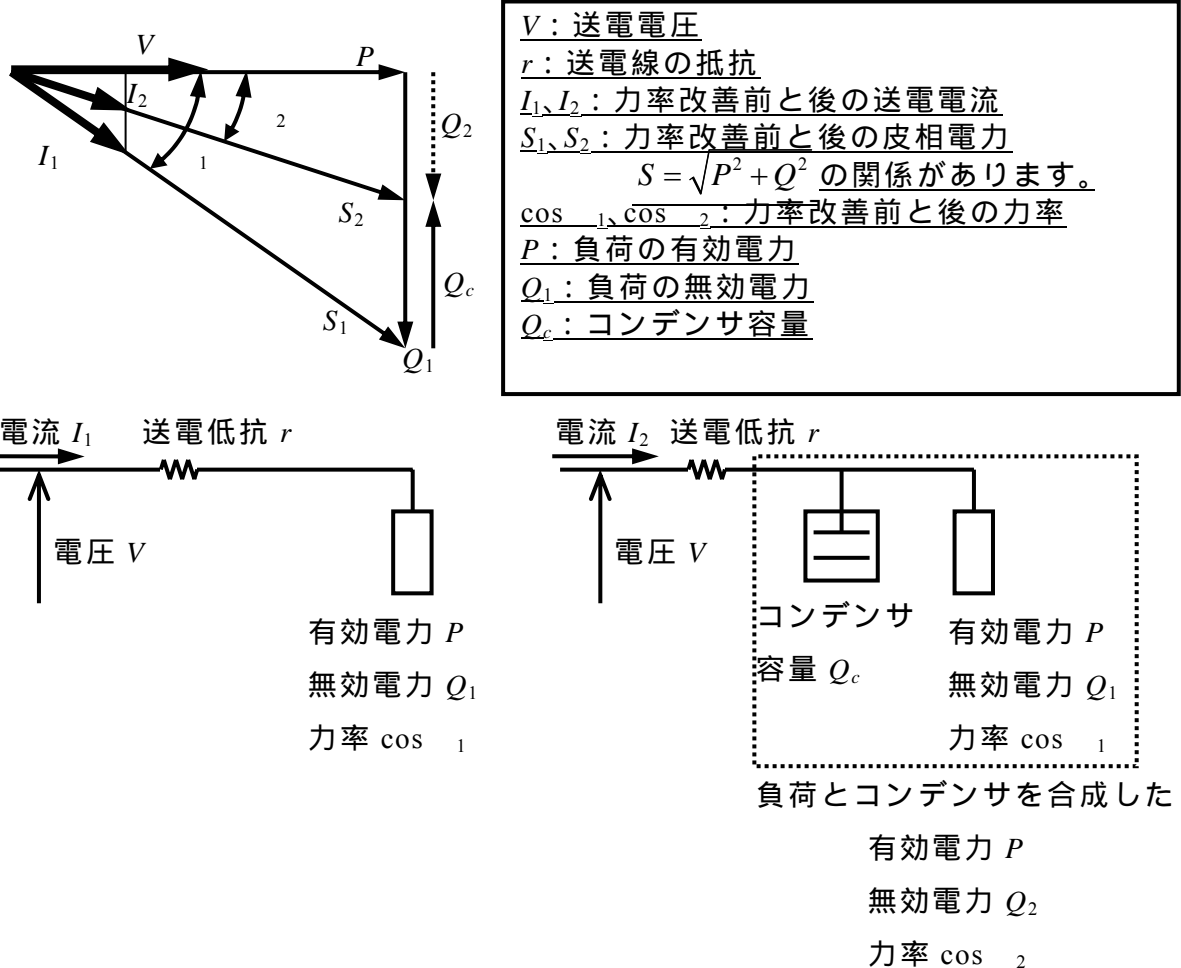 V
P
I₂
₂
Q₂
I₁
₁
S₂
Q_c
S₁
Q₁
V：送電電圧
r：送電線の抵抗
I₁、I₂：力率改善前と後の送電電流
S₁、S₂：力率改善前と後の皮相電力
S = √P² + Q² の関係があります。
cos ₁、cos ₂：力率改善前と後の力率
P：負荷の有効電力
Q₁：負荷の無効電力
Q_c：コンデンサ容量
電流 I₁ 送電低抗 r
電圧 V
有効電力 P
無効電力 Q₁
力率 cos ₁
電流 I₂ 送電低抗 r
電圧 V
コンデンサ
容量 Q_c
有効電力 P
無効電力 Q₁
力率 cos ₁
負荷とコンデンサを合成した
有効電力 P
無効電力 Q₂
力率 cos ₂